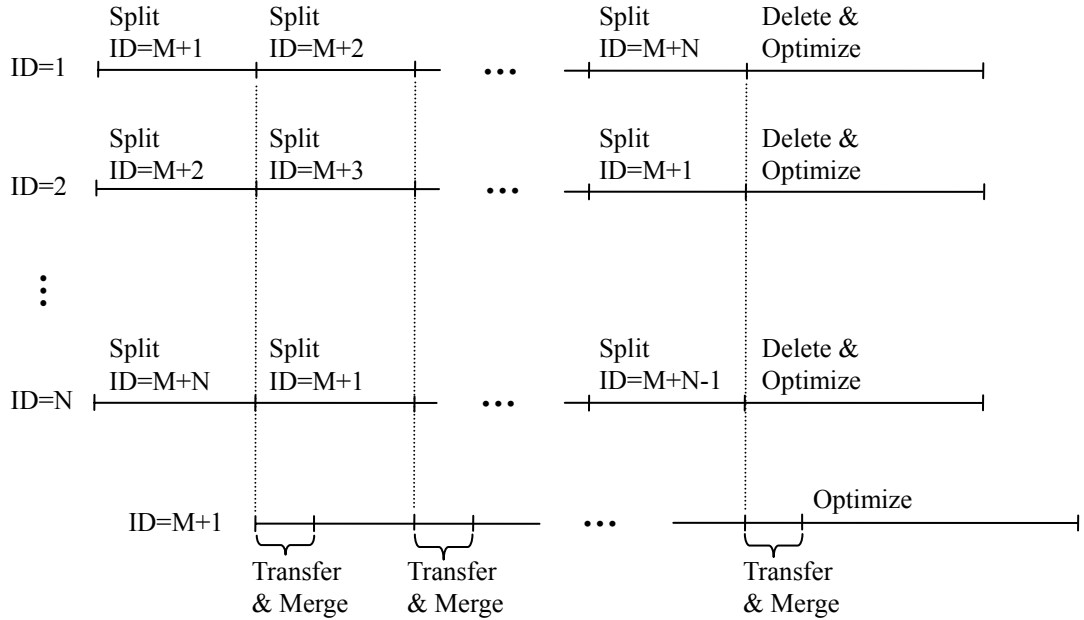 Split Split Split Delete &
ID=M+1 ID=M+2 ID=M+N Optimize
ID=1 ...
Split Split Split Delete &
ID=M+2 ID=M+3 ID=M+1 Optimize
ID=2 ...
...
Split Split Split Delete &
ID=M+N ID=M+1 ID=M+N-1 Optimize
ID=N ...
Optimize
ID=M+1 ...
Transfer Transfer Transfer
& Merge & Merge & Merge